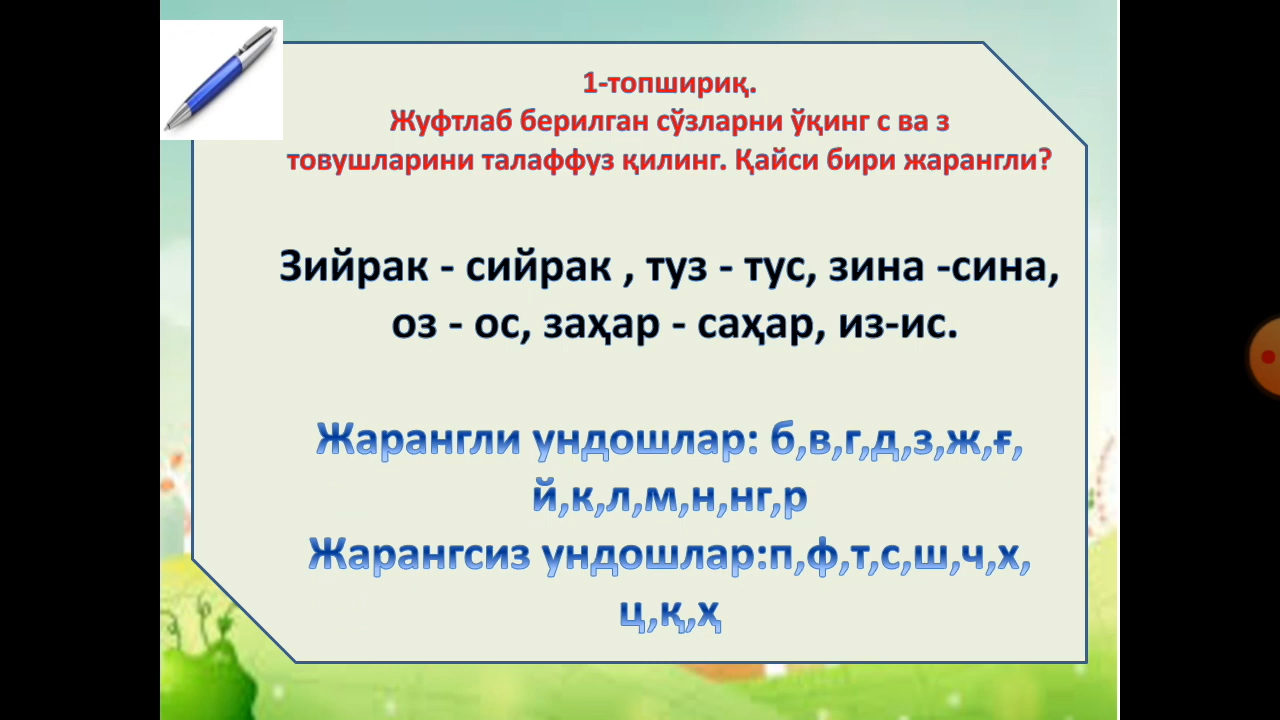 1-топшириқ.
Жуфтлаб берилган сўзларни ўқинг с ва з
товушларини талаффуз қилинг. Қайси бири жарангли?
Зийрак - сийрак , туз - тус, зина -сина,
оз - ос, заҳар - саҳар, из-ис.
Жарангли ундошлар: б,в,г,д,з,ж,ғ,
й,к,л,м,н,нг,р
Жарангсиз ундошлар:п,ф,т,с,ш,ч,х,
ц,қ,ҳ